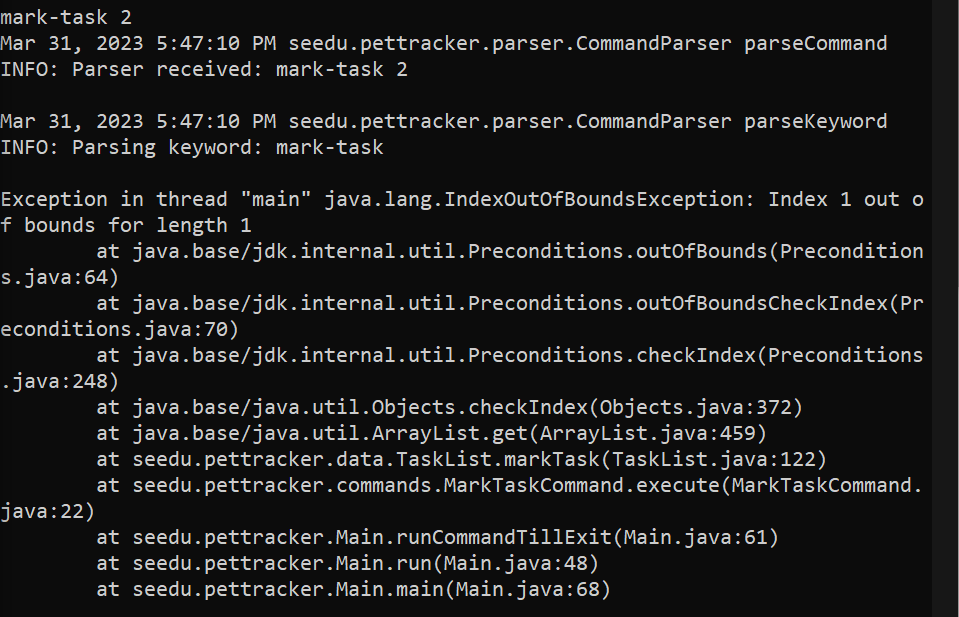 mark-task 2
Mar 31, 2023 5:47:10 PM seedu.pettracker.parser.CommandParser parseCommand
INFO: Parser received: mark-task 2
Mar 31, 2023 5:47:10 PM seedu.pettracker.parser.CommandParser parseKeyword
INFO: Parsing keyword: mark-task
Exception in thread "main" java.lang.IndexOutOfBoundsException: Index 1 out o
f bounds for length 1
        at java.base/jdk.internal.util.Preconditions.outOfBounds(Precondition
s.java:64)
        at java.base/jdk.internal.util.Preconditions.outOfBoundsCheckIndex(Pr
econditions.java:70)
        at java.base/jdk.internal.util.Preconditions.checkIndex(Preconditions
.java:248)
        at java.base/java.util.Objects.checkIndex(Objects.java:372)
        at java.base/java.util.ArrayList.get(ArrayList.java:459)
        at seedu.pettracker.data.TaskList.markTask(TaskList.java:122)
        at seedu.pettracker.commands.MarkTaskCommand.execute(MarkTaskCommand.
java:22)
        at seedu.pettracker.Main.runCommandTillExit(Main.java:61)
        at seedu.pettracker.Main.run(Main.java:48)
        at seedu.pettracker.Main.main(Main.java:68)